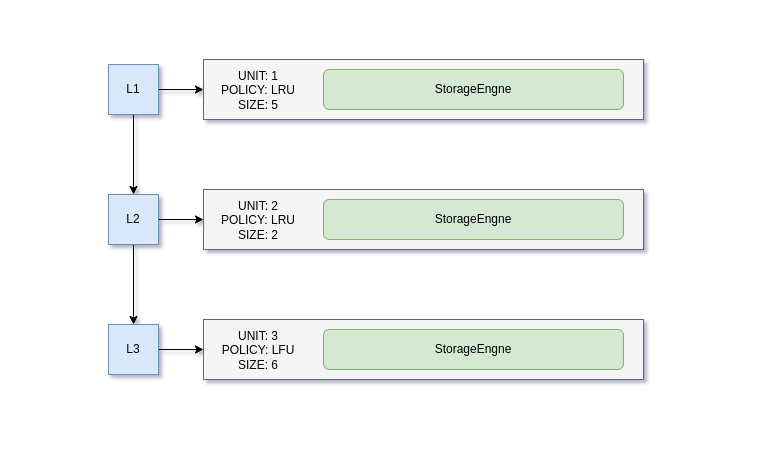 L1
UNIT: 1
POLICY: LRU
SIZE: 5
StorageEngne
L2
UNIT: 2
POLICY: LRU
SIZE: 2
StorageEngne
L3
UNIT: 3
POLICY: LFU
SIZE: 6
StorageEngne